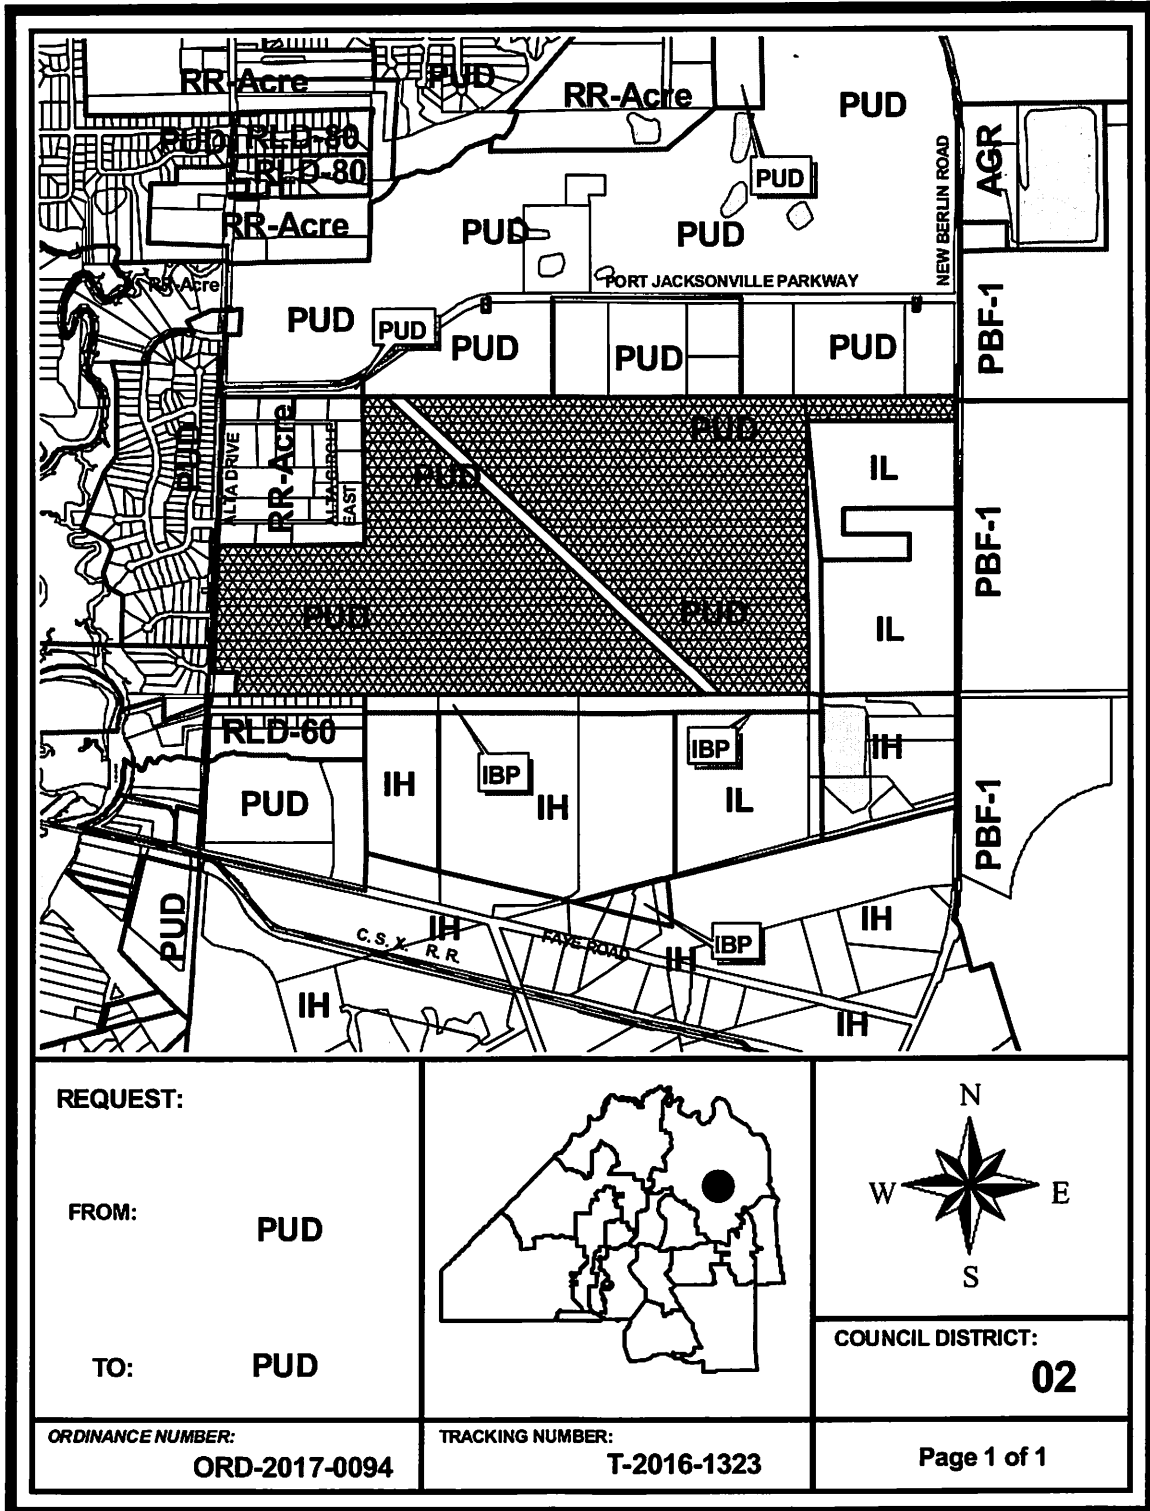 RR-Acre
PUD
RR-Acre
PUD
PUD
RLD-80
RLD-80
AGR
PUD
NEW BERLIN ROAD
RR-Acre
PUD
PUD
RR-Acre
PORT JACKSONVILLE PARKWAY
PUD
PUD
PUD
PUD
PUD
PBF-1
PUD
ALTA DRIVE
RR-Acre
ALTA CIRCLE
EAST
PUD
PUD
IL
PBF-1
PUD
PUD
IL
RLD-60
IBP
IBP
IH
PUD
IH
IH
IL
PBF-1
PUD
IH
C. S. X.
R. R.
FAYE ROAD
IH
IBP
IH
IH
IH
REQUEST:
FROM:
PUD
TO:
PUD
N
W
E
S
COUNCIL DISTRICT:
02
ORDINANCE NUMBER:
ORD-2017-0094
TRACKING NUMBER:
T-2016-1323
Page 1 of 1